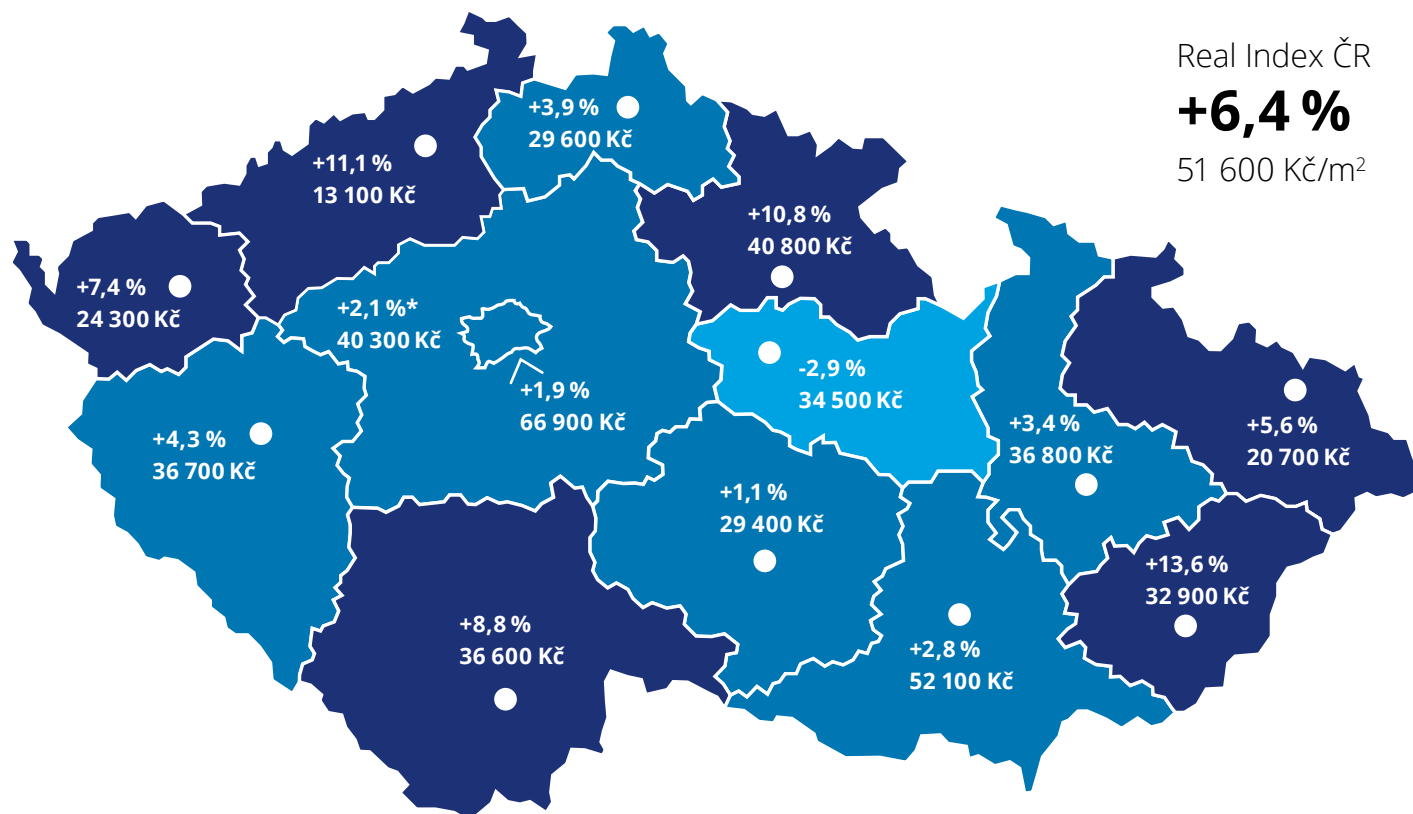 Real Index ČR
+6,4 %
51 600 Kč/m²
+3,9 %
29 600 Kč
+11,1 %
13 100 Kč
+10,8 %
40 800 Kč
+7,4 %
24 300 Kč
+2,1 %*
40 300 Kč
+1,9 %
66 900 Kč
-2,9 %
34 500 Kč
+4,3 %
36 700 Kč
+3,4 %
36 800 Kč
+5,6 %
20 700 Kč
+1,1 %
29 400 Kč
+13,6 %
32 900 Kč
+8,8 %
36 600 Kč
+2,8 %
52 100 Kč